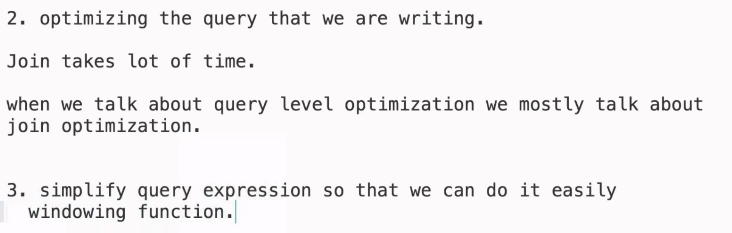 2. optimizing the query that we are writing.
Join takes lot of time.
when we talk about query level optimization we mostly talk about
join optimization.
3. simplify query expression so that we can do it easily
windowing function.